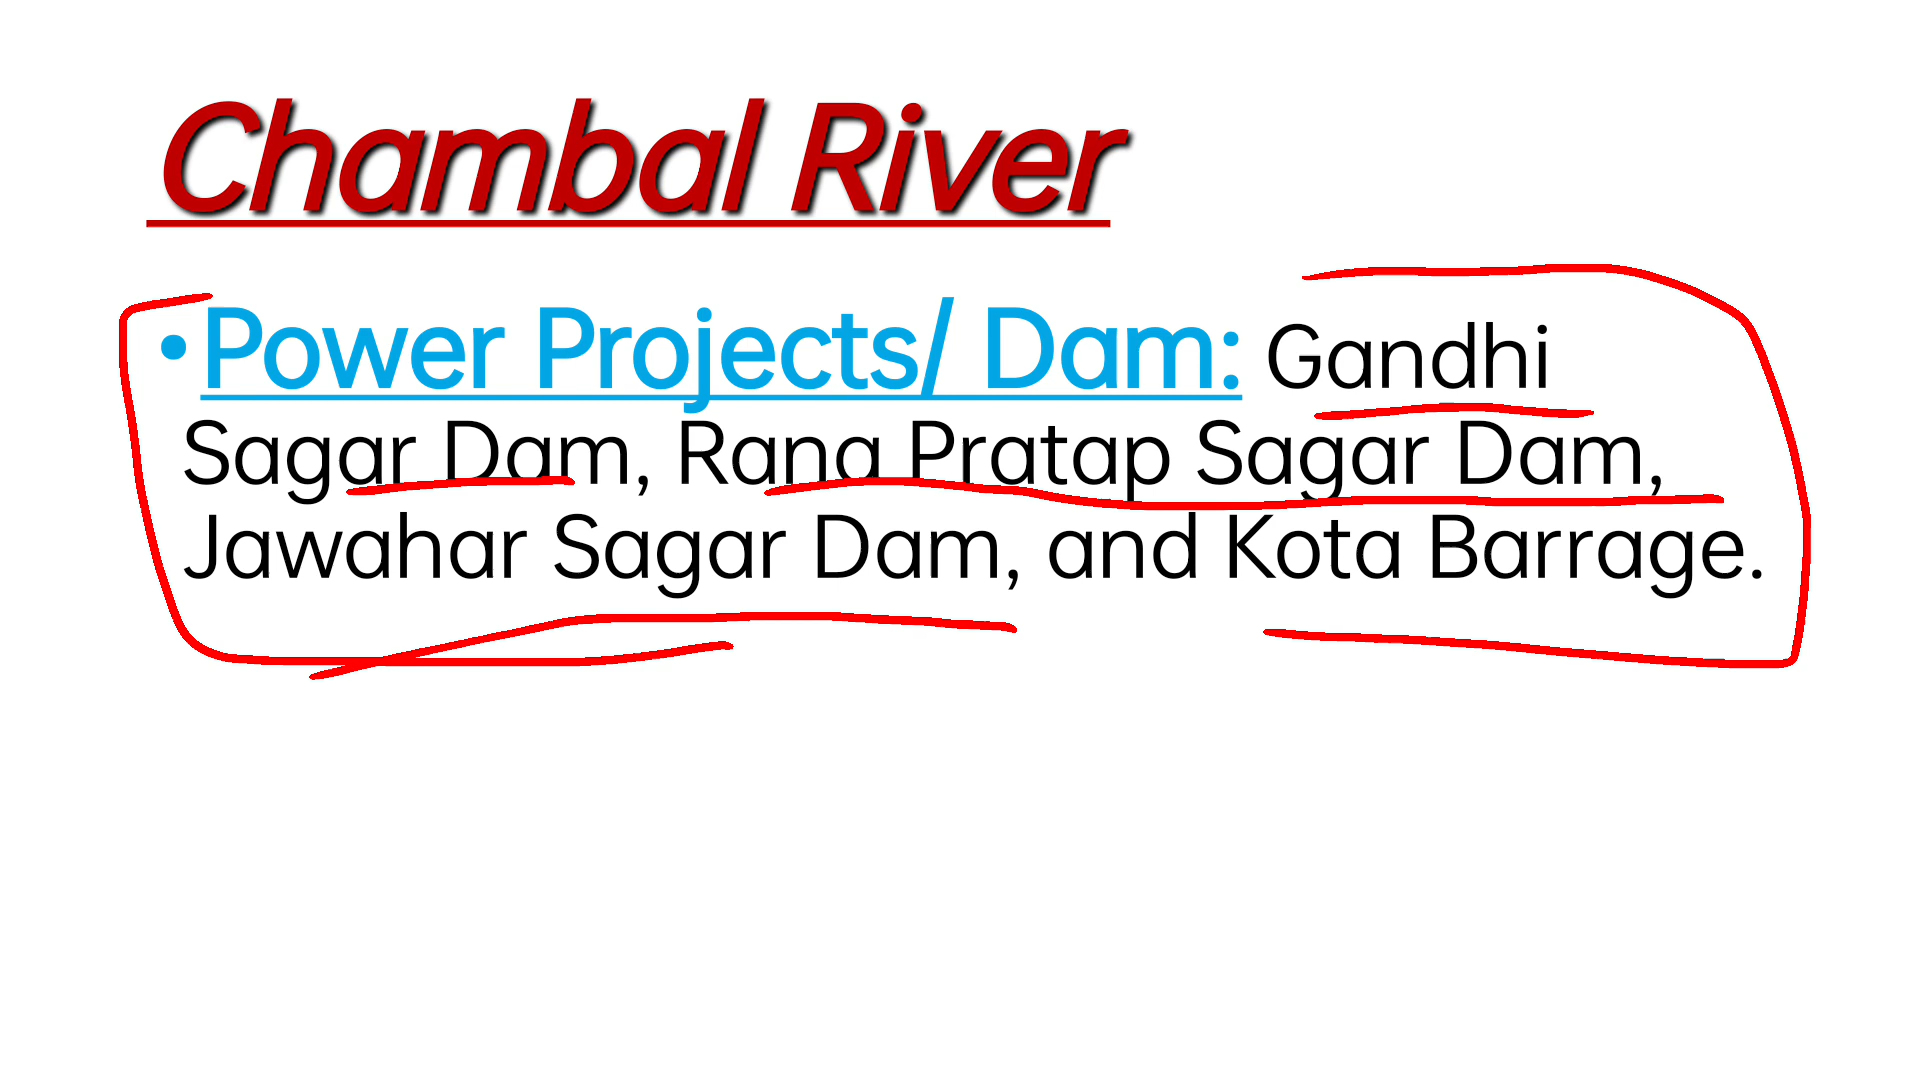 Chambal River
•Power Projects/ Dam: Gandhi
Sagar Dam, Rana Pratap Sagar Dam,
Jawahar Sagar Dam, and Kota Barrage.